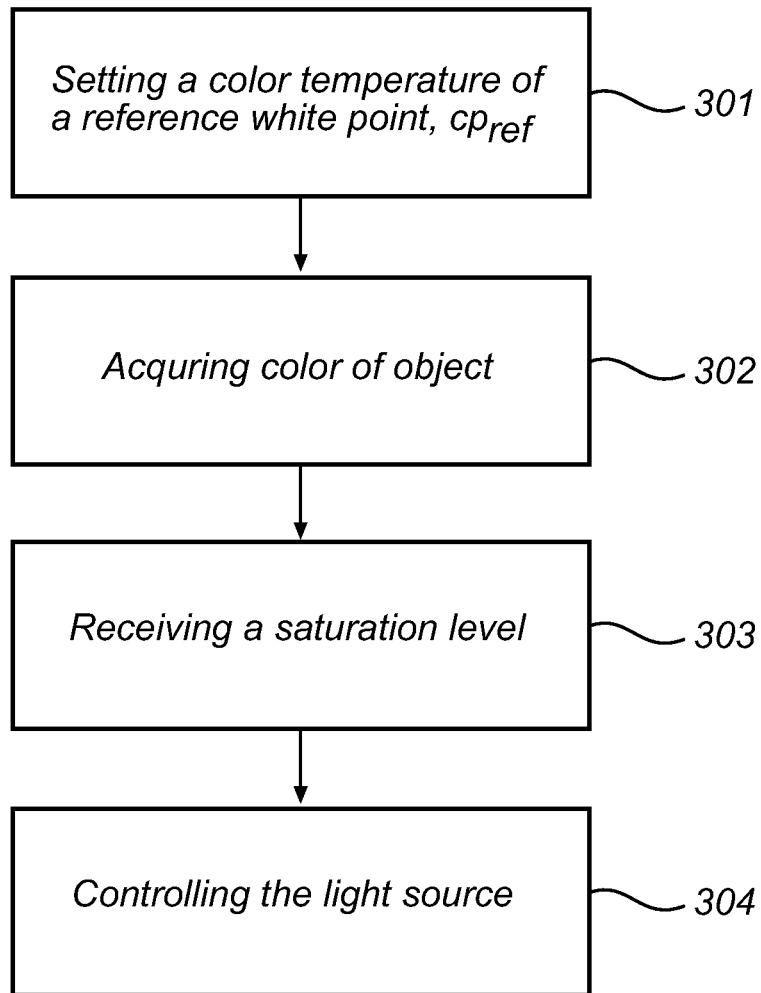 Setting a color temperature of
a reference white point, cpref
301
Acquring color of object
302
Receiving a saturation level
303
Controlling the light source
304